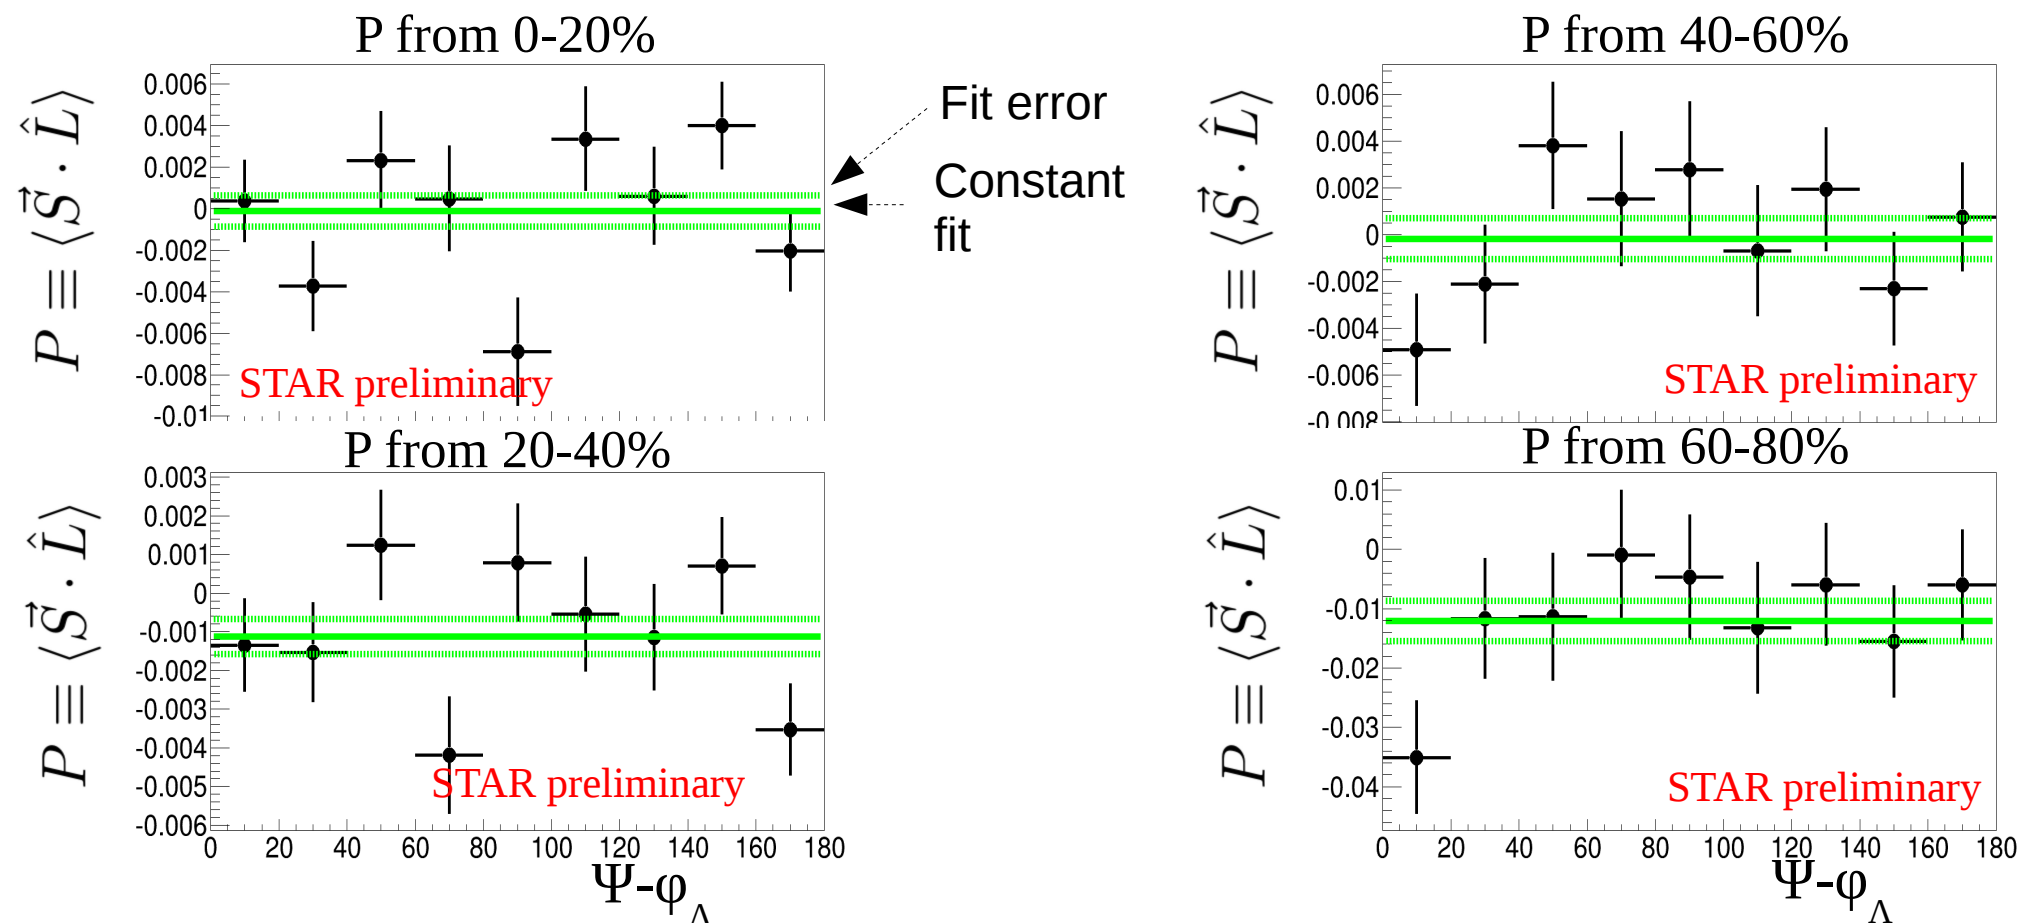 P from 0-20%
P ≡ ⟨S⃗ · L̂⟩
0.006
0.004
0.002
0
-0.002
-0.004
-0.006
-0.008
-0.01
STAR preliminary
Fit error
Constant
fit
P from 40-60%
P ≡ ⟨S⃗ · L̂⟩
0.006
0.004
0.002
0
-0.002
-0.004
-0.006
-0.008
STAR preliminary
P from 20-40%
P ≡ ⟨S⃗ · L̂⟩
0.003
0.002
0.001
0
-0.001
-0.002
-0.003
-0.004
-0.005
-0.006
STAR preliminary
0 20 40 60 80 100 120 140 160 180
Ψ-φΛ
P from 60-80%
P ≡ ⟨S⃗ · L̂⟩
0.01
0
-0.01
-0.02
-0.03
-0.04
STAR preliminary
0 20 40 60 80 100 120 140 160 180
Ψ-φΛ